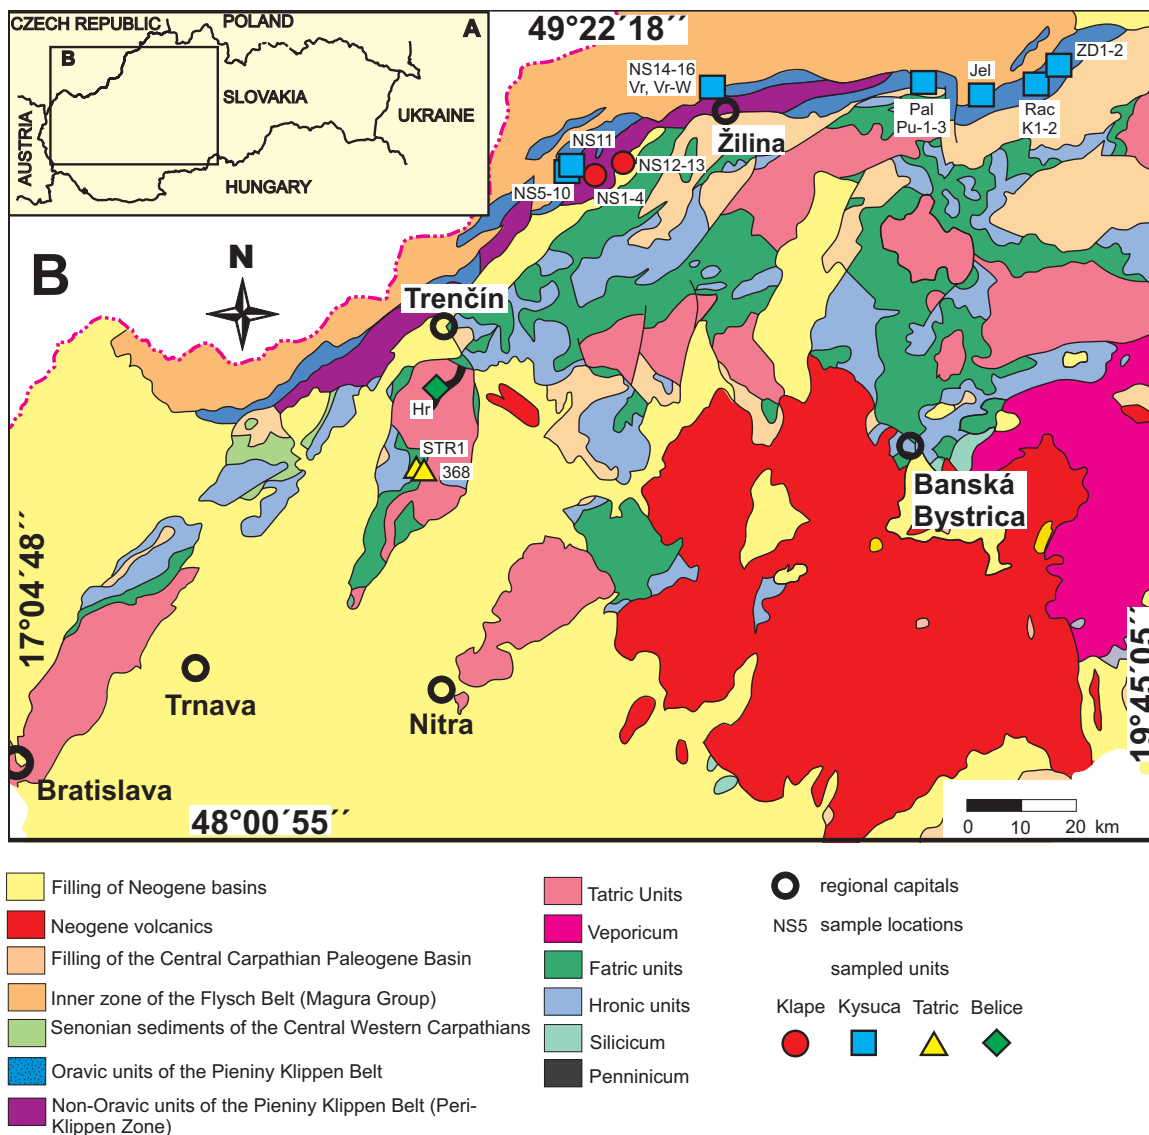 CZECH REPUBLIC
POLAND
A
B
SLOVAKIA
UKRAINE
AUSTRIA
HUNGARY
49°22´18´´
NS14-16
Vr, Vr-W
Jel
ZD1-2
Pal
Pu-1-3
Rac
K1-2
Žilina
NS11
NS12-13
NS5-10
NS1-4
B
N
Trenčín
Hr
STR1
368
Banská
Bystrica
17°04´48´´
19°45´05´´
Trnava
Nitra
Bratislava
48°00´55´´
0 10 20 km
Filling of Neogene basins
Neogene volcanics
Filling of the Central Carpathian Paleogene Basin
Inner zone of the Flysch Belt (Magura Group)
Senonian sediments of the Central Western Carpathians
Oravic units of the Pieniny Klippen Belt
Non-Oravic units of the Pieniny Klippen Belt (Peri-
Klippen Zone)
Tatric Units
Veporicum
Fatric units
Hronic units
Silicicum
Penninicum
regional capitals
NS5 sample locations
sampled units
Klape Kysuca Tatric Belice